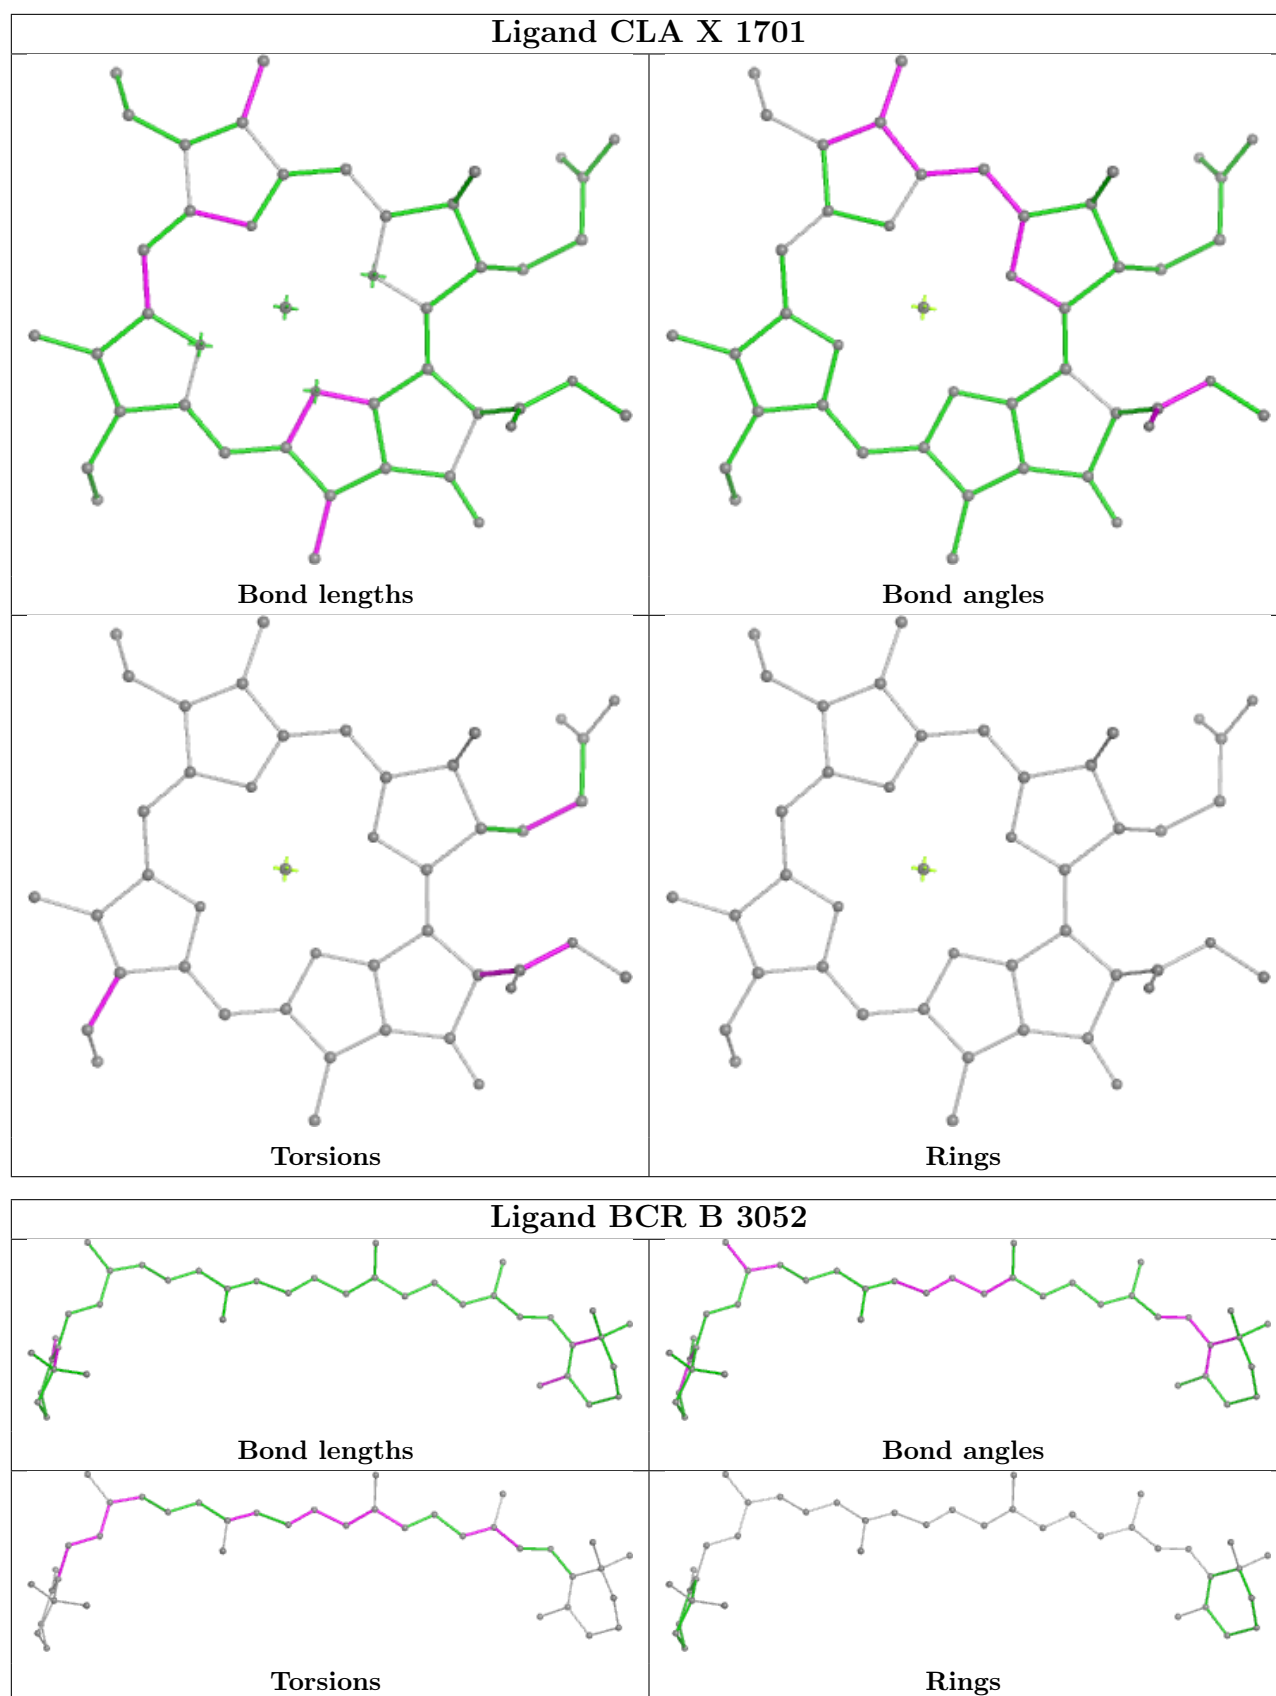 Ligand CLA X 1701
Bond lengths
Bond angles
Torsions
Rings
Ligand BCR B 3052
Bond lengths
Bond angles
Torsions
Rings